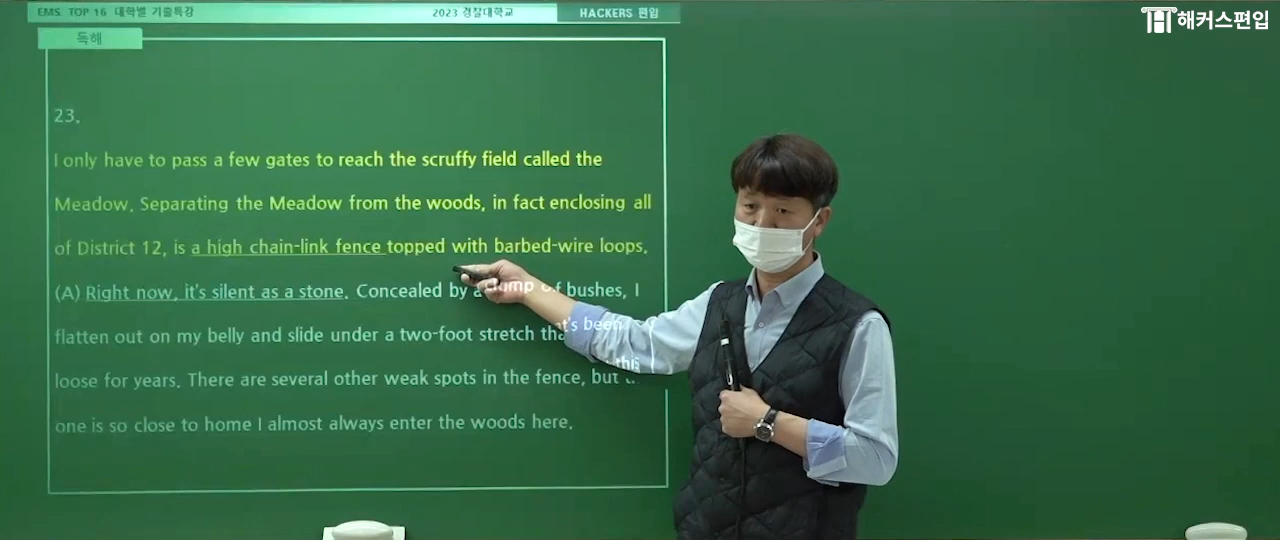 EMS TOP 16 대학별 기출특강 2023 경찰대학교 HACKERS 편입
해커스편입
독해
23.
I only have to pass a few gates to reach the scruffy field called the
Meadow. Separating the Meadow from the woods, in fact enclosing all
of District 12, is a high chain-link fence topped with barbed-wire loops.
(A) Right now, it's silent as a stone. Concealed by a clump of bushes, I
flatten out on my belly and slide under a two-foot stretch that's been
loose for years. There are several other weak spots in the fence, but this
one is so close to home I almost always enter the woods here.